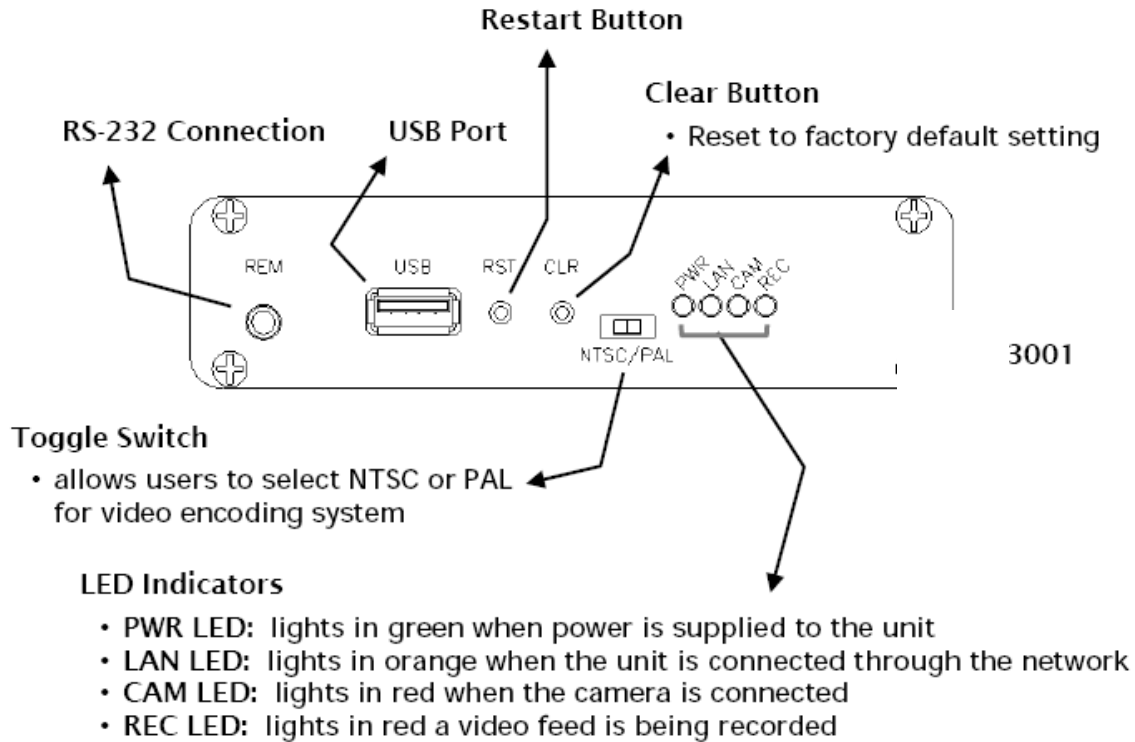 Restart Button
Clear Button
• Reset to factory default setting
RS-232 Connection
USB Port
REM
USB
RST
CLR
PWR
LAN
CAM
REC
NTSC/PAL
3001
Toggle Switch
• allows users to select NTSC or PAL
for video encoding system
LED Indicators
• PWR LED: lights in green when power is supplied to the unit
• LAN LED: lights in orange when the unit is connected through the network
• CAM LED: lights in red when the camera is connected
• REC LED: lights in red a video feed is being recorded